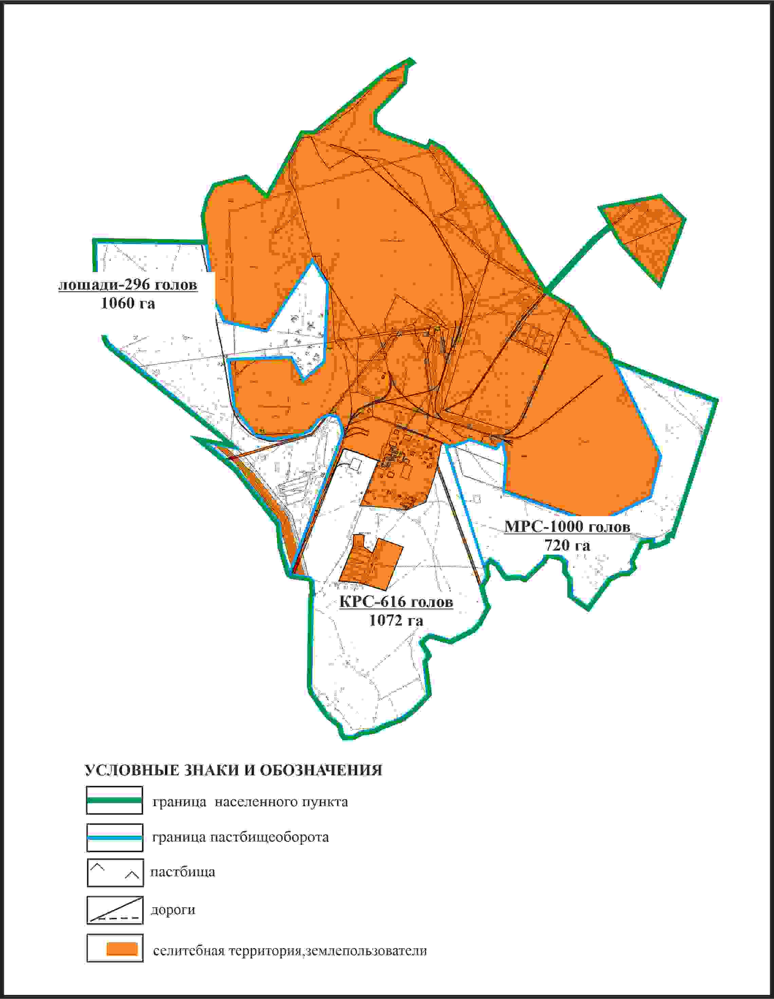 лошади-296 голов
1060 га
МРС-1000 голов
720 га
КРС-616 голов
1072 га
УСЛОВНЫЕ ЗНАКИ И ОБОЗНАЧЕНИЯ
граница населенного пункта
граница пастбищеоборота
пастбища
дороги
селитебная территория,землепользователи